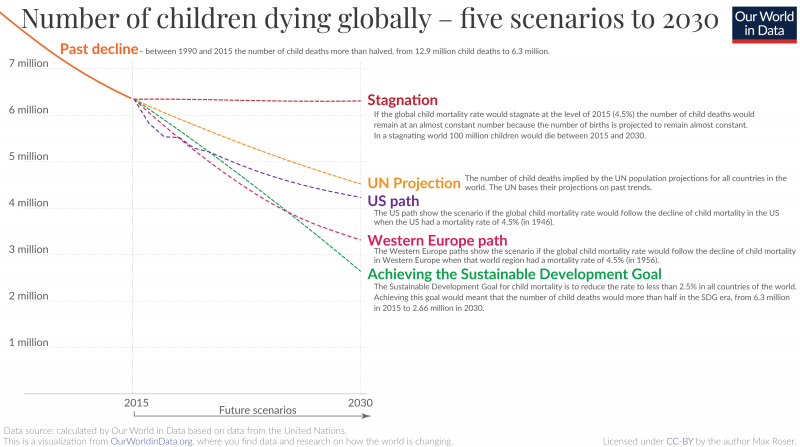 Number of children dying globally – five scenarios to 2030
Our World
in Data
Past decline – between 1990 and 2015 the number of child deaths more than halved, from 12.9 million child deaths to 6.3 million.
7 million
6 million
5 million
4 million
3 million
2 million
1 million
Stagnation
If the global child mortality rate would stagnate at the level of 2015 (4.5%) the number of child deaths would
remain at an almost constant number because the number of births is projected to remain almost constant.
In a stagnating world 100 million children would die between 2015 and 2030.
UN Projection The number of child deaths implied by the UN population projections for all countries in the
world. The UN bases their projections on past trends.
US path
The US path show the scenario if the global child mortality rate would follow the decline of child mortality in the US
when the US had a mortality rate of 4.5% (in 1946).
Western Europe path
The Western Europe paths show the scenario if the global child mortality rate would follow the decline of child mortality
in Western Europe when that world region had a mortality rate of 4.5% (in 1956).
Achieving the Sustainable Development Goal
The Sustainable Development Goal for child mortality is to reduce the rate to less than 2.5% in all countries of the world.
Achieving this goal would meant that the number of child deaths would more than half in the SDG era, from 6.3 million
in 2015 to 2.66 million in 2030.
2015
2030
Future scenarios
Data source: calculated by Our World in Data based on data from the United Nations.
This is a visualization from OurWorldinData.org, where you find data and research on how the world is changing.
Licensed under CC-BY by the author Max Roser.